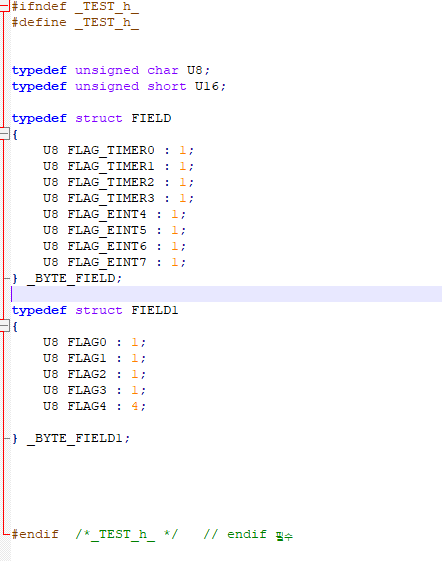 #ifndef _TEST_h_
#define _TEST_h_
typedef unsigned char U8;
typedef unsigned short U16;
typedef struct FIELD
{
U8 FLAG_TIMER0 : 1;
U8 FLAG_TIMER1 : 1;
U8 FLAG_TIMER2 : 1;
U8 FLAG_TIMER3 : 1;
U8 FLAG_EINT4 : 1;
U8 FLAG_EINT5 : 1;
U8 FLAG_EINT6 : 1;
U8 FLAG_EINT7 : 1;
} _BYTE_FIELD;
typedef struct FIELD1
{
U8 FLAG0 : 1;
U8 FLAG1 : 1;
U8 FLAG2 : 1;
U8 FLAG3 : 1;
U8 FLAG4 : 4;
} _BYTE_FIELD1;
#endif /*_TEST_h_ */ // endif 필수